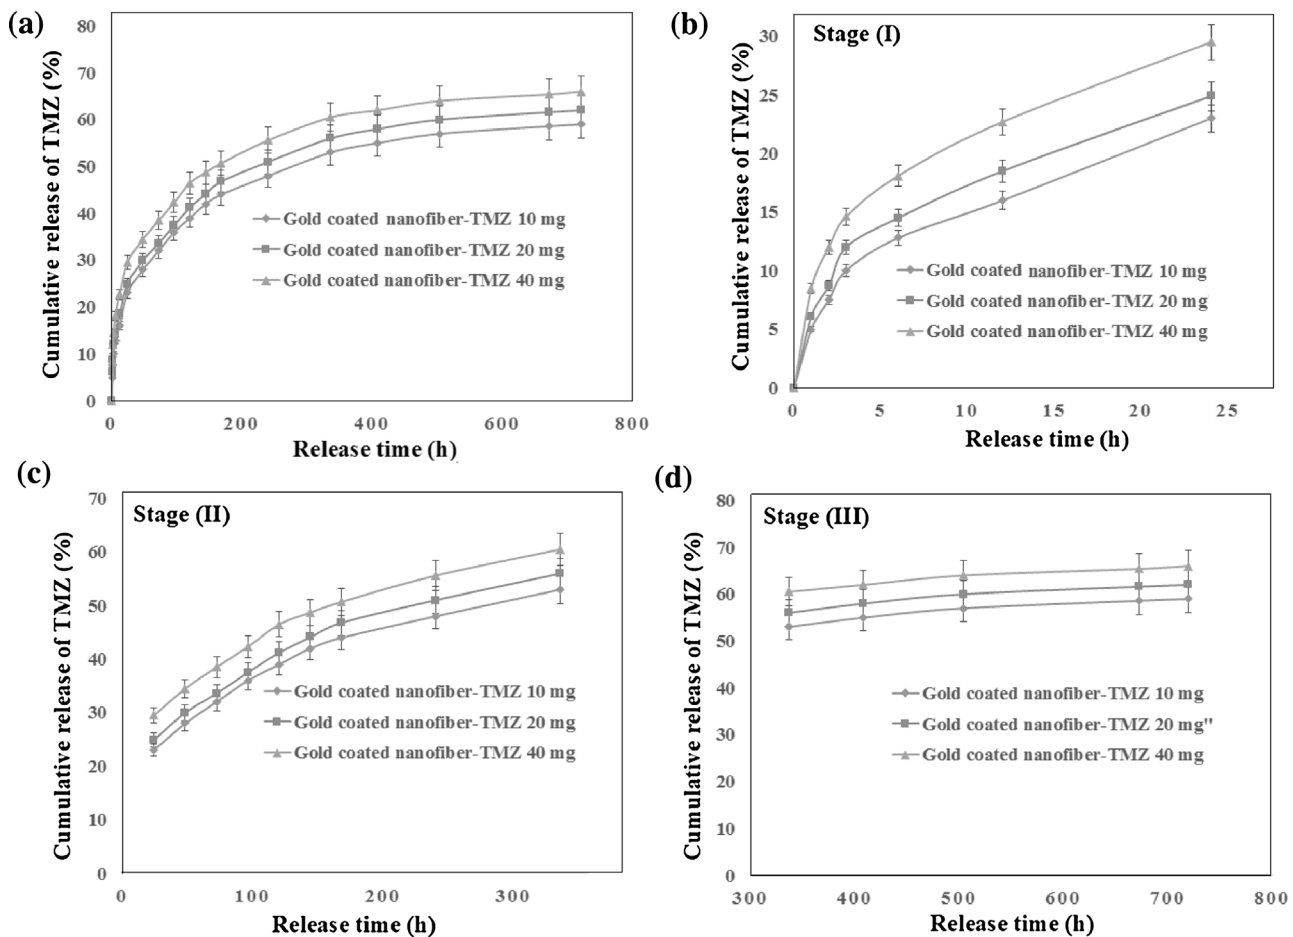 (a)
Cumulative release of TMZ (%)
80
70
60
50
40
30
20
10
0
Gold coated nanofiber-TMZ 10 mg
Gold coated nanofiber-TMZ 20 mg
Gold coated nanofiber-TMZ 40 mg
0 200 400 600 800
Release time (h)
(b)
Stage (I)
Cumulative release of TMZ (%)
30
25
20
15
10
5
0
Gold coated nanofiber-TMZ 10 mg
Gold coated nanofiber-TMZ 20 mg
Gold coated nanofiber-TMZ 40 mg
0 5 10 15 20 25
Release time (h)
(c)
Stage (II)
Cumulative release of TMZ (%)
70
60
50
40
30
20
10
0
Gold coated nanofiber-TMZ 10 mg
Gold coated nanofiber-TMZ 20 mg
Gold coated nanofiber-TMZ 40 mg
0 100 200 300
Release time (h)
(d)
Stage (III)
Cumulative release of TMZ (%)
80
70
60
50
40
30
20
10
0
Gold coated nanofiber-TMZ 10 mg
Gold coated nanofiber-TMZ 20 mg"
Gold coated nanofiber-TMZ 40 mg
300 400 500 600 700 800
Release time (h)